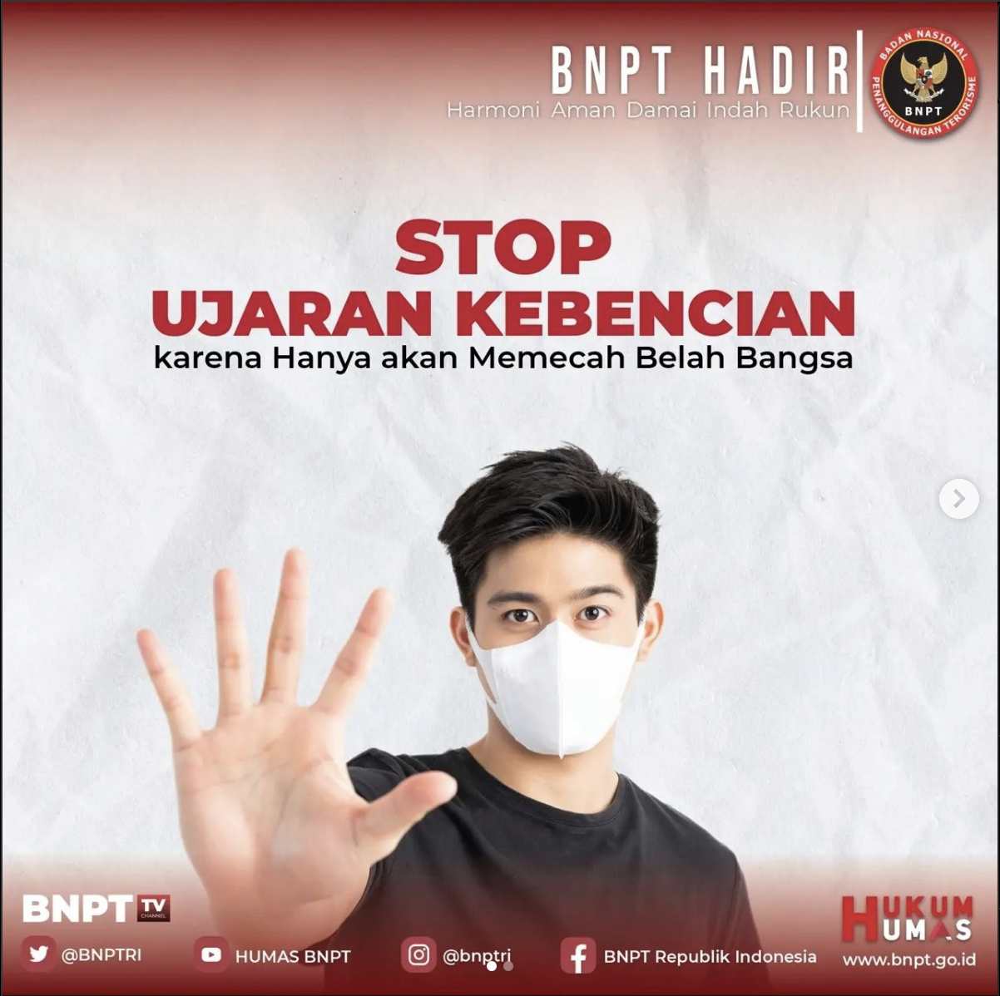 BNPT HADIR
Harmoni Aman Damai Indah Rukun
BADAN NASIONAL
PENANGGULANGAN TERORISME
BNPT
STOP
UJARAN KEBENCIAN
karena Hanya akan Memecah Belah Bangsa
BNPT TV
CHANNEL
HUKUM
HUMAS
@BNPTRI
HUMAS BNPT
@bnptri
BNPT Republik Indonesia
www.bnpt.go.id